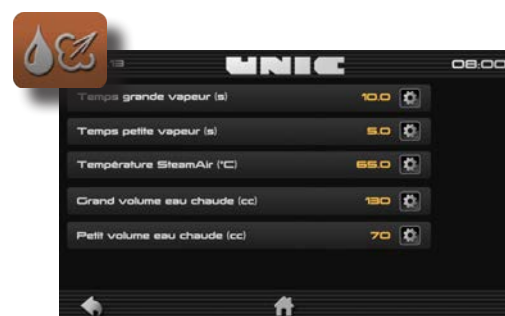 13 UNIC 08:00
Temps grande vapeur (s) 10.0
Temps petite vapeur (s) 5.0
Température SteamAir (°C) 65.0
Grand volume eau chaude (cc) 130
Petit volume eau chaude (cc) 70